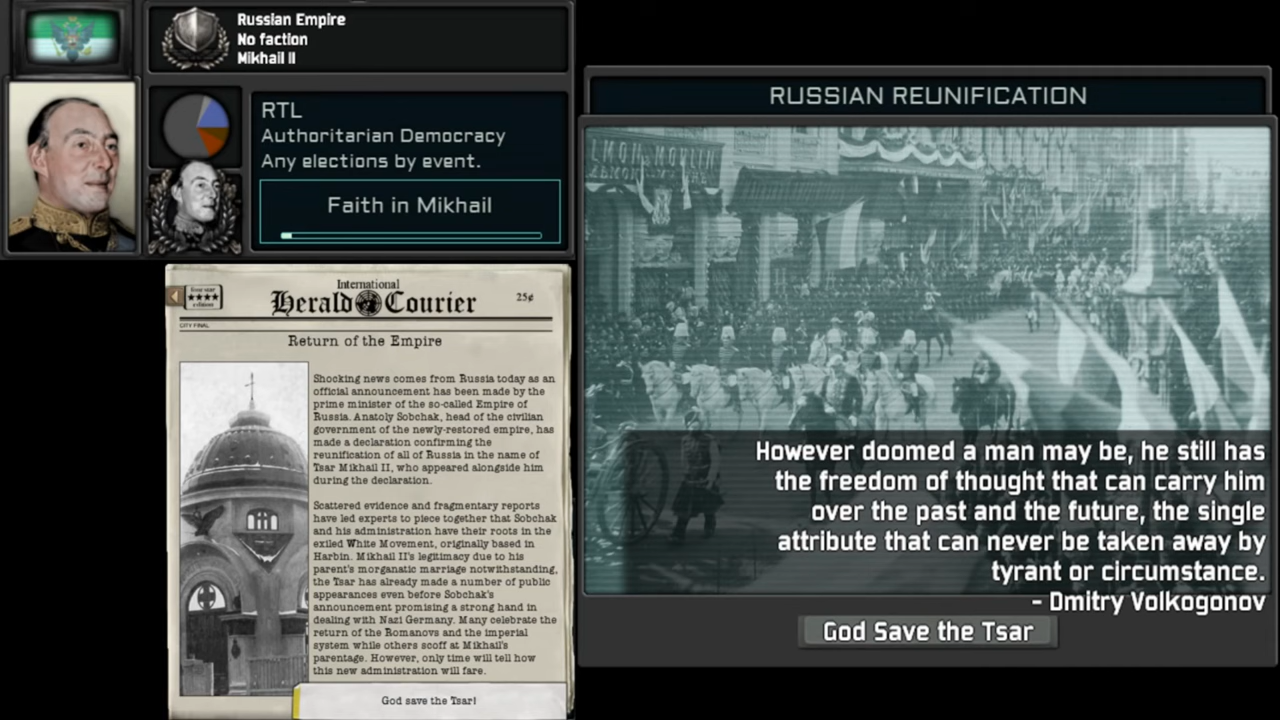 Russian Empire
No faction
Mikhail II
RTL
Authoritarian Democracy
Any elections by event.
Faith in Mikhail
International
Herald Courier
four star
★★★★
edition
25¢
CITY FINAL
Return of the Empire
Shocking news comes from Russia today as an
official announcement has been made by the
prime minister of the so-called Empire of
Russia. Anatoly Sobchak, head of the civilian
government of the newly-restored empire, has
made a declaration confirming the
reunification of all of Russia in the name of
Tsar Mikhail II, who appeared alongside him
during the declaration.
Scattered evidence and fragmentary reports
have led experts to piece together that Sobchak
and his administration have their roots in the
exiled White Movement, originally based in
Harbin. Mikhail II's legitimacy due to his
parent's morganatic marriage notwithstanding,
the Tsar has already made a number of public
appearances even before Sobchak's
announcement promising a strong hand in
dealing with Nazi Germany. Many celebrate the
return of the Romanovs and the imperial
system while others scoff at Mikhail's
parentage. However, only time will tell how
this new administration will fare.
God save the Tsar!
RUSSIAN REUNIFICATION
However doomed a man may be, he still has
the freedom of thought that can carry him
over the past and the future, the single
attribute that can never be taken away by
tyrant or circumstance.
- Dmitry Volkogonov
God Save the Tsar